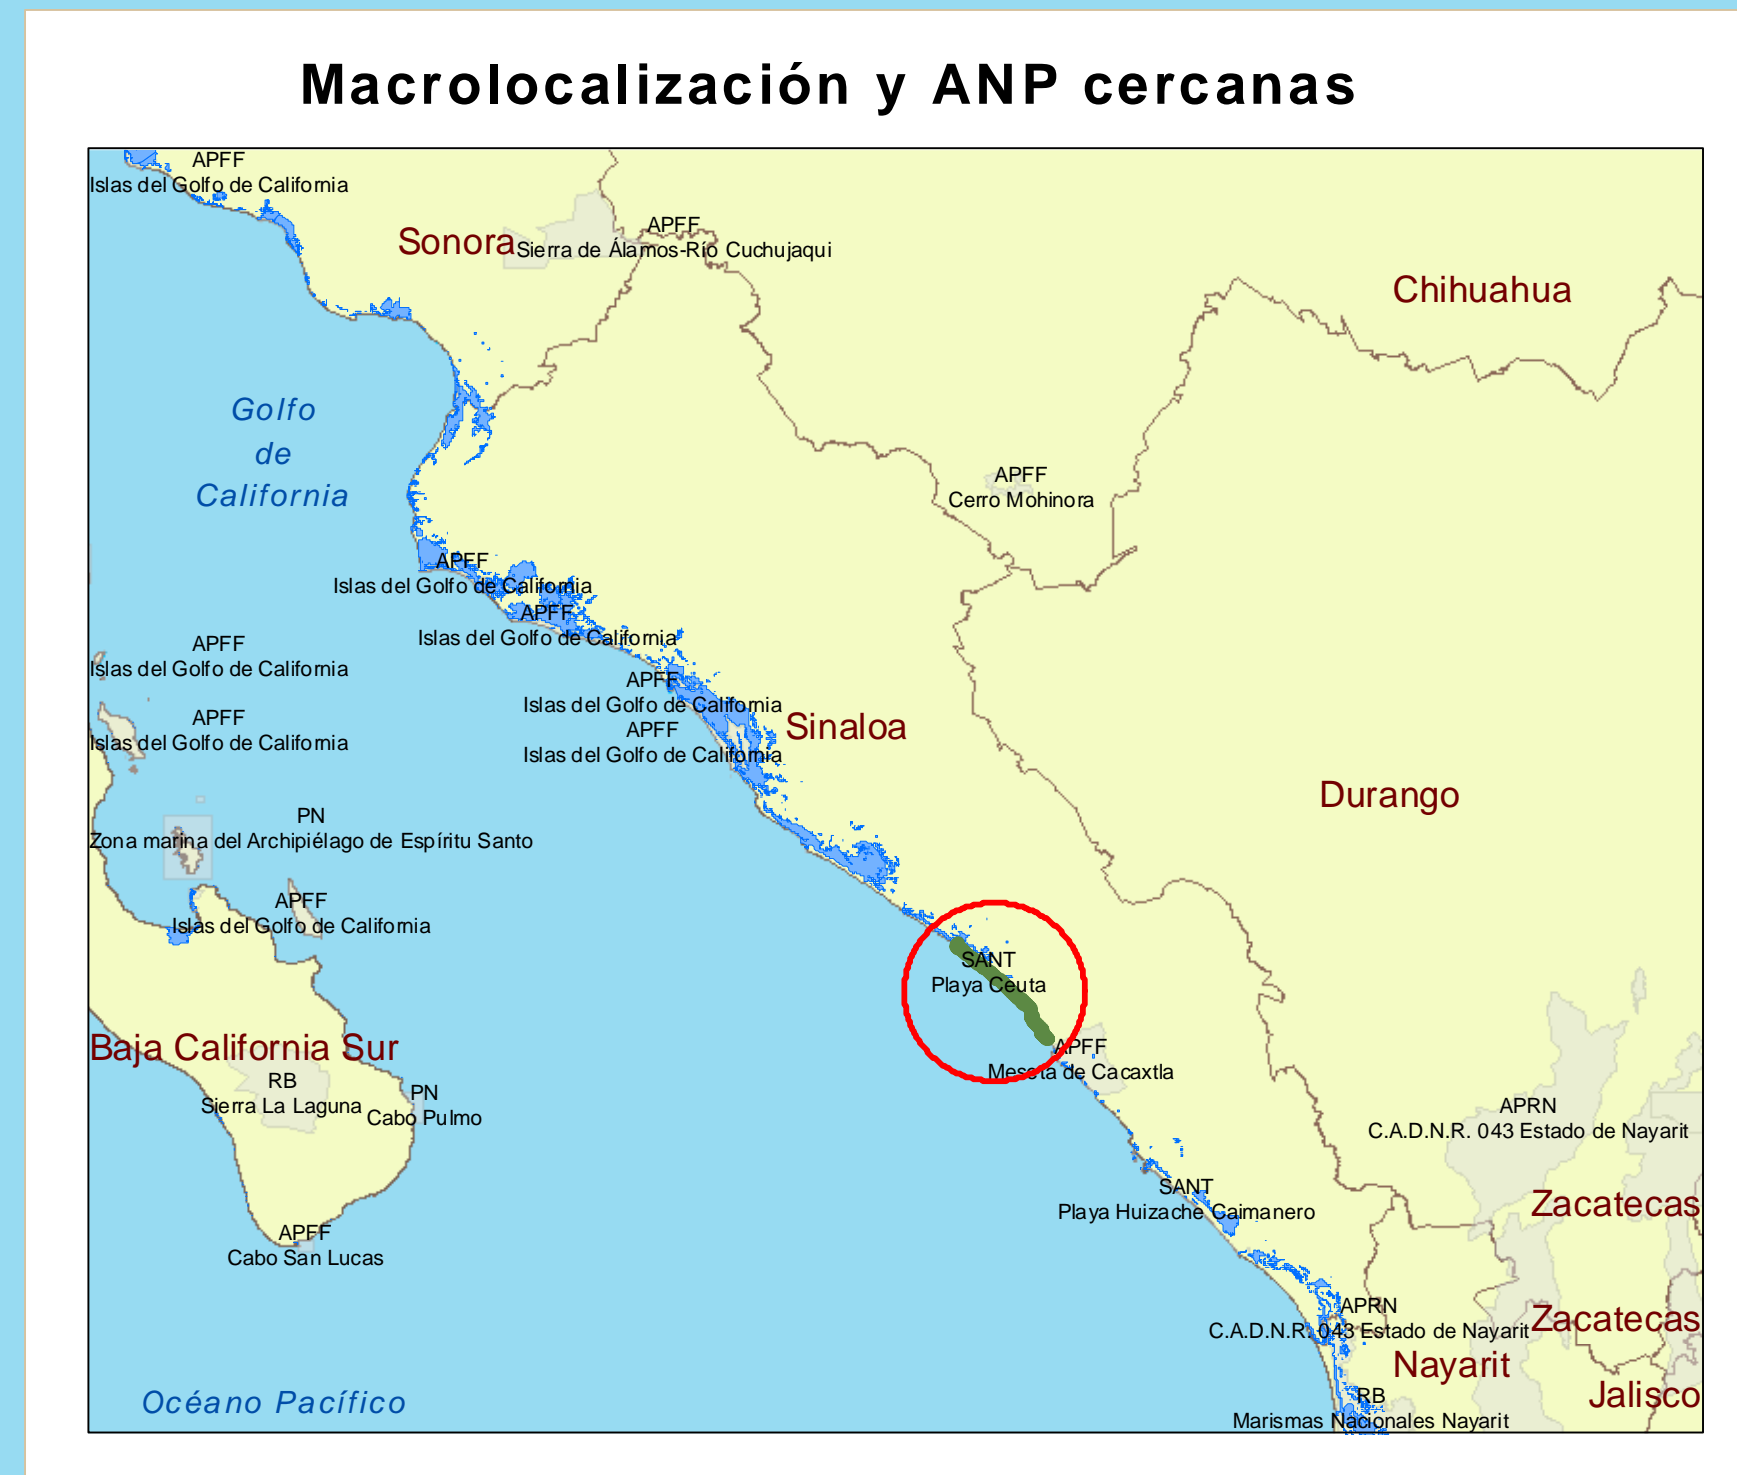 Macrolocalización y ANP cercanas
APFF
Islas del Golfo de California
Sonora
APFF
Sierra de Álamos-Río Cuchujaqui
Chihuahua
Golfo
de
California
APFF
Cerro Mohinora
APFF
Islas del Golfo de California
APFF
Islas del Golfo de California
APFF
Islas del Golfo de California
APFF
Islas del Golfo de California
APFF
Islas del Golfo de California
APFF
Islas del Golfo de California
Sinaloa
Durango
PN
Zona marina del Archipiélago de Espíritu Santo
APFF
Islas del Golfo de California
SANT
Playa Ceuta
Baja California Sur
RB
Sierra La Laguna
PN
Cabo Pulmo
APFF
Meseta de Cacaxtla
APRN
C.A.D.N.R. 043 Estado de Nayarit
SANT
Playa Huizache Caimanero
Zacatecas
APFF
Cabo San Lucas
APRN
C.A.D.N.R. 043 Estado de Nayarit
Zacatecas
Nayarit
Jalisco
Océano Pacífico
RB
Marismas Nacionales Nayarit